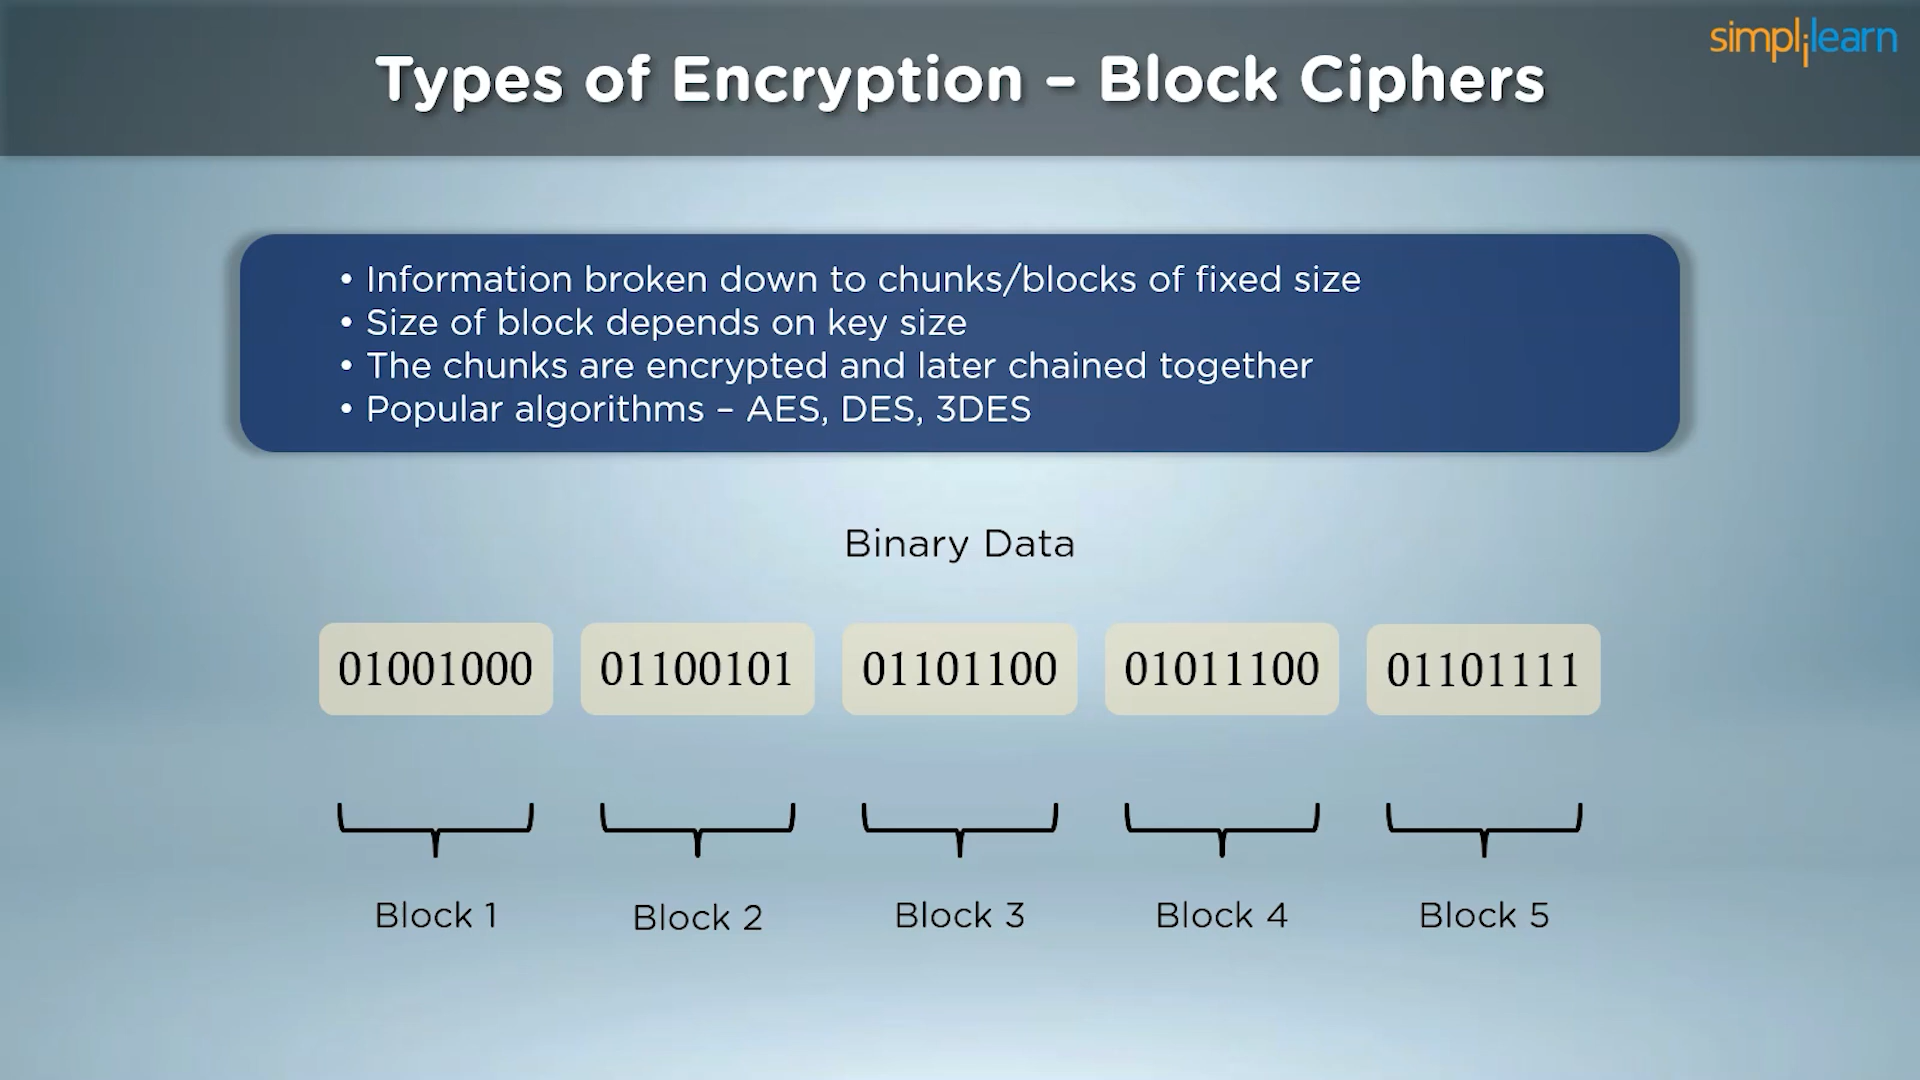 simplilearn
Types of Encryption – Block Ciphers
• Information broken down to chunks/blocks of fixed size
• Size of block depends on key size
• The chunks are encrypted and later chained together
• Popular algorithms – AES, DES, 3DES
Binary Data
01001000 01100101 01101100 01011100 01101111
Block 1 Block 2 Block 3 Block 4 Block 5